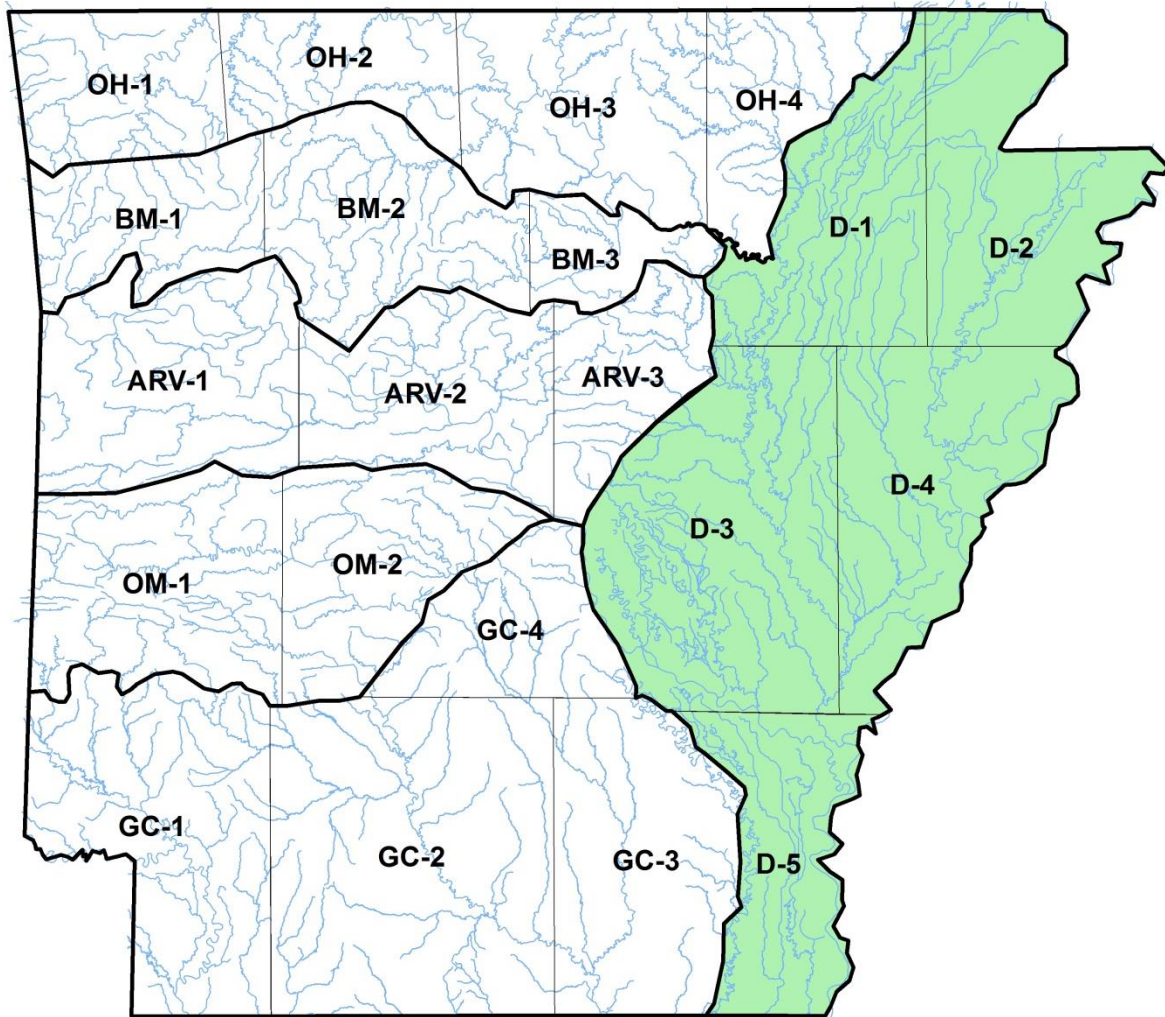 OH-1
OH-2
OH-3
OH-4
BM-1
BM-2
BM-3
D-1
D-2
ARV-1
ARV-2
ARV-3
D-3
D-4
OM-1
OM-2
GC-4
GC-1
GC-2
GC-3
D-5